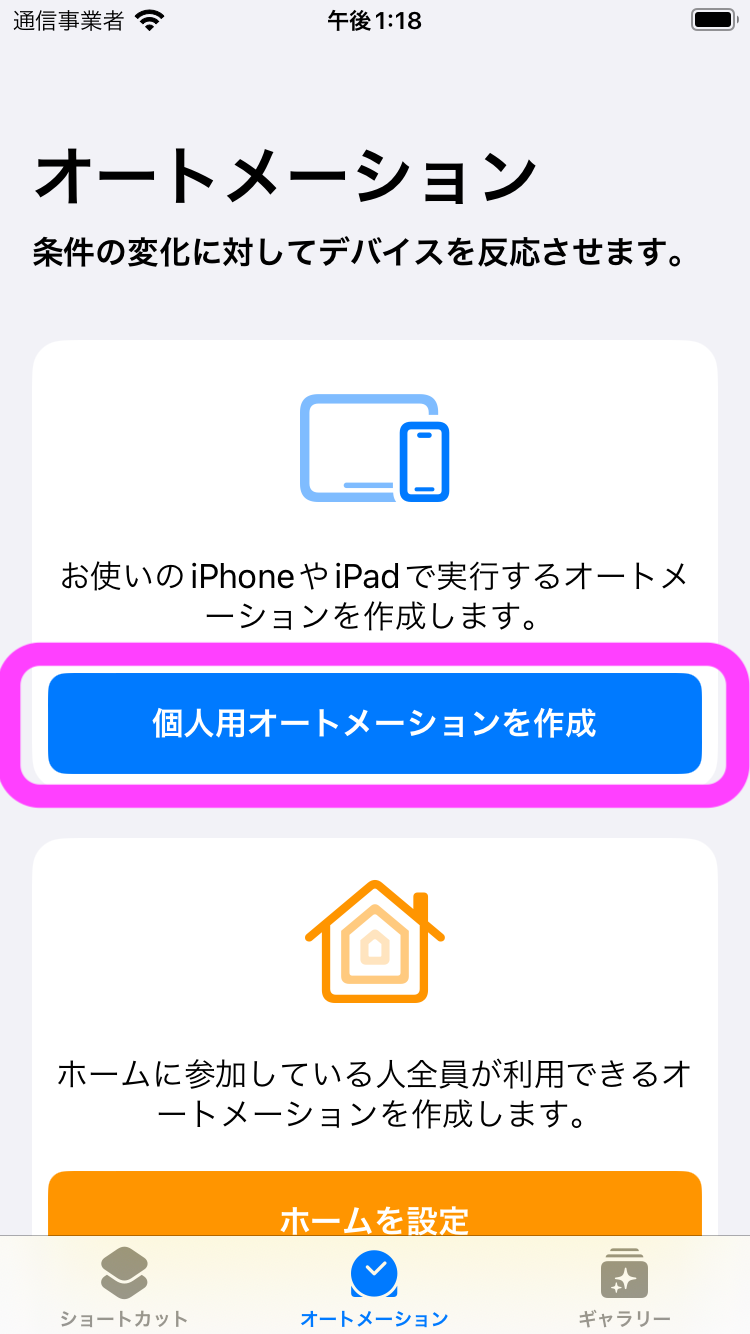 通信事業者 午後1:18
オートメーション
条件の変化に対してデバイスを反応させます。
お使いのiPhoneやiPadで実行するオートメ
ーションを作成します。
個人用オートメーションを作成
ホームに参加している人全員が利用できるオ
ートメーションを作成します。
ホームを設定
ショートカット オートメーション ギャラリー